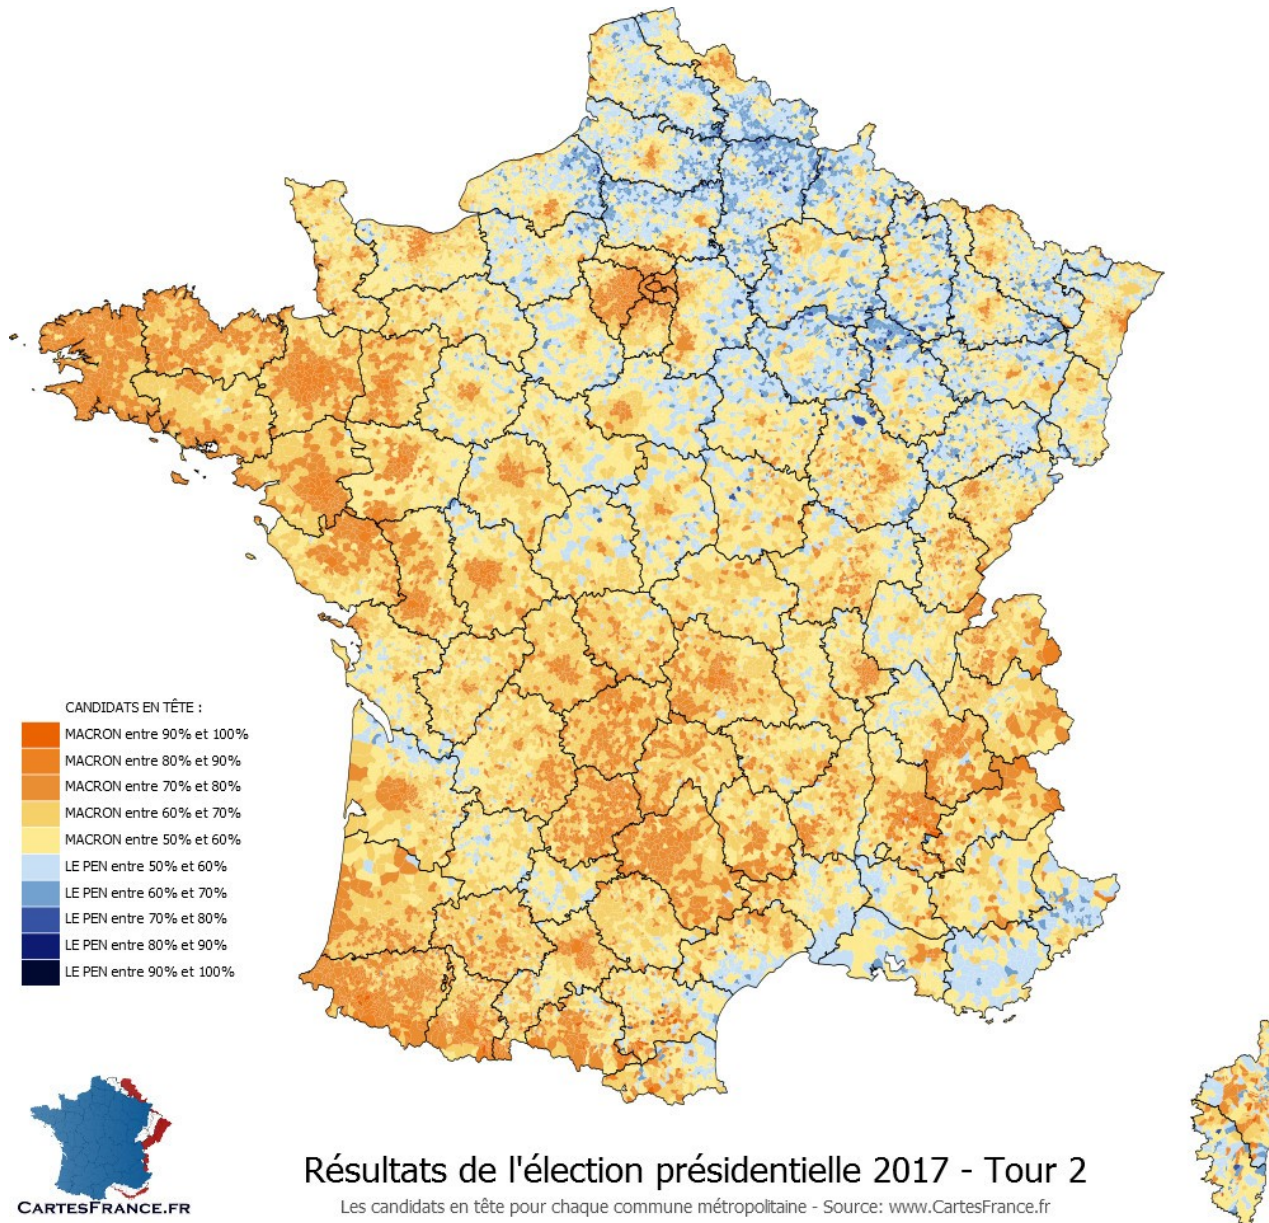 CANDIDATS EN TÊTE :
MACRON entre 90% et 100%
MACRON entre 80% et 90%
MACRON entre 70% et 80%
MACRON entre 60% et 70%
MACRON entre 50% et 60%
LE PEN entre 50% et 60%
LE PEN entre 60% et 70%
LE PEN entre 70% et 80%
LE PEN entre 80% et 90%
LE PEN entre 90% et 100%
CARTESFRANCE.FR
Résultats de l'élection présidentielle 2017 - Tour 2
Les candidats en tête pour chaque commune métropolitaine - Source: www.CartesFrance.fr